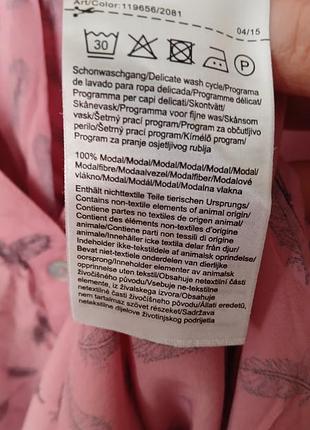 Art/Color: 119656/2081
04/15
30
P
Schonwaschgang/Delicate wash cycle/Programa
de lavado para ropa delicada/Programme délicat/
Programma per capi delicati/Skontvätt/
Skånevask/Programma voor fijne was/Skånsom
vask/Šetrný prací program/Program za občutljivo
perilo/Šetrný prací program/Kímélő program/
Program za pranje osjetljivog rublja
100% Modal/Modal/Modal/Modal/Modal/
Modalfibre/Modaalvezel/Modalfiber/Modalové
vlákno/Modal/Modál/Modal/Modalna vlakna
Enthält nichttextile Teile tierischen Ursprungs/
Contains non-textile elements of animal origin/
Contiene partes no textiles de origen animal/
Contient des éléments non textiles d'origine
animale/Contiene parti non tessili di origine
animale/Innehåller icke textila delar från djur/
Indeholder ikke-tekstildele af animalsk oprindelse/
Bevat niet-textiele onderdelen van dierlijke
oorsprong/Inneholder elementer av animalsk
opprinnelse uten tekstil/Obsahuje netextilní části
živočišného původu/Vsebuje ne-tekstilne
elemente, z živalskega izvora/Obsahuje
netextilné časti živočíšneho pôvodu/Állati eredetű,
nem tartalmaz szövet részeket/Sadržava
netekstilne dijelove životinjskog podrijetla